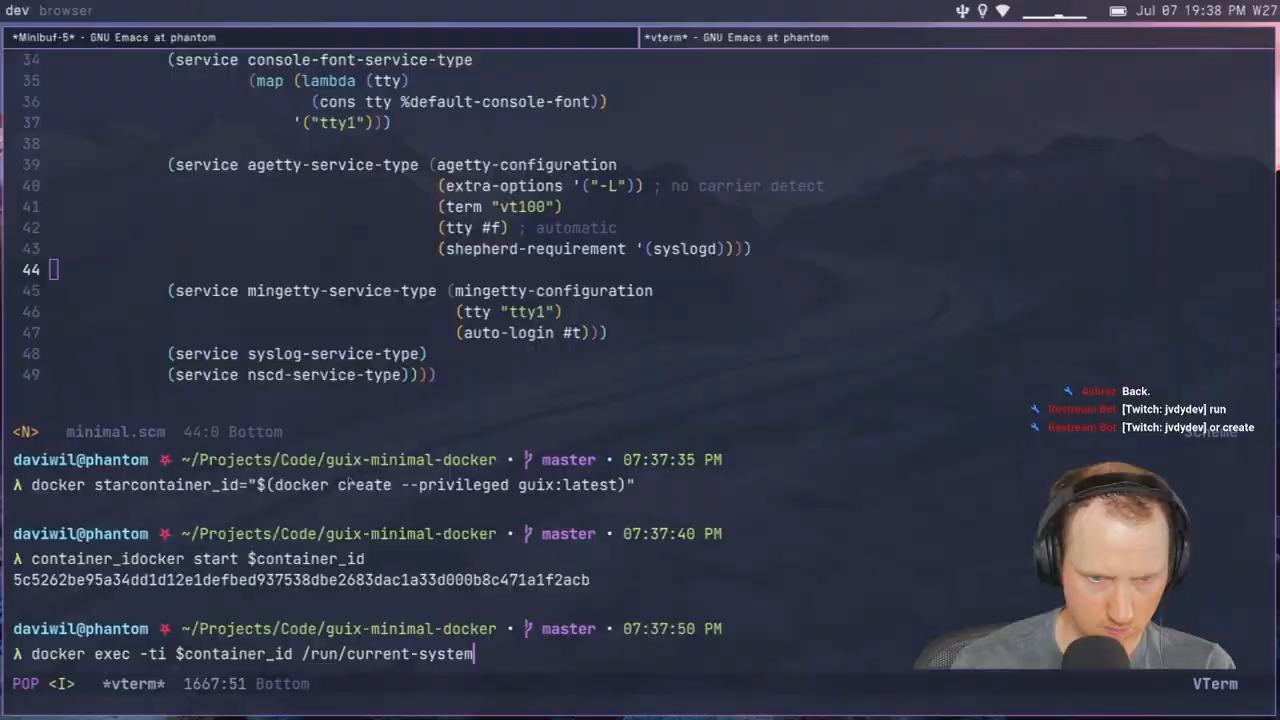 dev browser
Jul 07 19:38 PM W27
*Minibuf-5* - GNU Emacs at phantom
*vterm* - GNU Emacs at phantom
34 (service console-font-service-type
35 (map (lambda (tty)
36 (cons tty %default-console-font))
37 '("tty1")))
38
39 (service agetty-service-type (agetty-configuration
40 (extra-options '("-L")) ; no carrier detect
41 (term "vt100")
42 (tty #f) ; automatic
43 (shepherd-requirement '(syslogd))))
44
45 (service mingetty-service-type (mingetty-configuration
46 (tty "tty1")
47 (auto-login #t)))
48 (service syslog-service-type)
49 (service nscd-service-type))))
Ashraz Back.
Restream Bot [Twitch: jvdydev] run
Restream Bot [Twitch: jvdydev] or create
<N> minimal.scm 44:0 Bottom Scheme
daviwil@phantom ~/Projects/Code/guix-minimal-docker • master • 07:37:35 PM
λ docker starcontainer_id="$(docker create --privileged guix:latest)"
daviwil@phantom ~/Projects/Code/guix-minimal-docker • master • 07:37:40 PM
λ container_idocker start $container_id
5c5262be95a34dd1d12e1defbed937538dbe2683dac1a33d000b8c471a1f2acb
daviwil@phantom ~/Projects/Code/guix-minimal-docker • master • 07:37:50 PM
λ docker exec -ti $container_id /run/current-system
POP <I> *vterm* 1667:51 Bottom VTerm